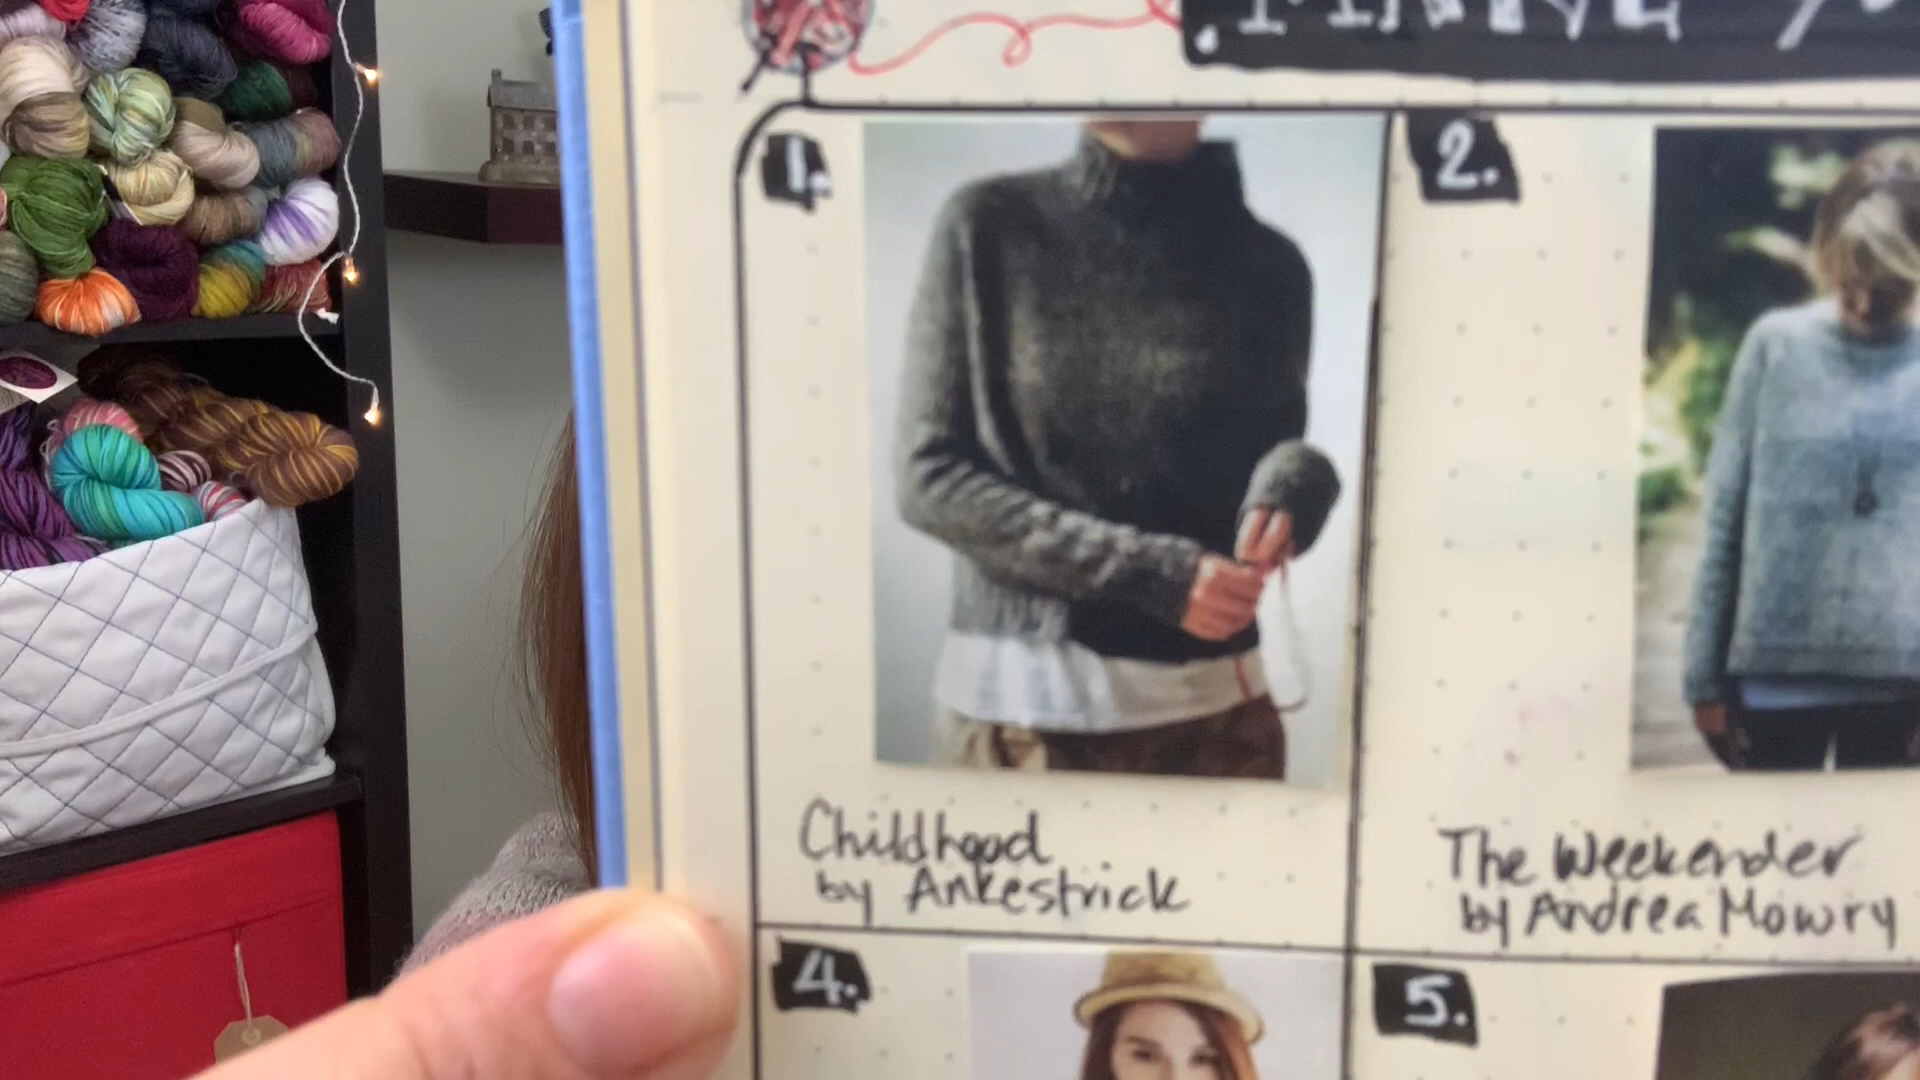 1.
2.
Childhood
by Ankestrick
The Weekender
by Andrea Mowry
4.
5.